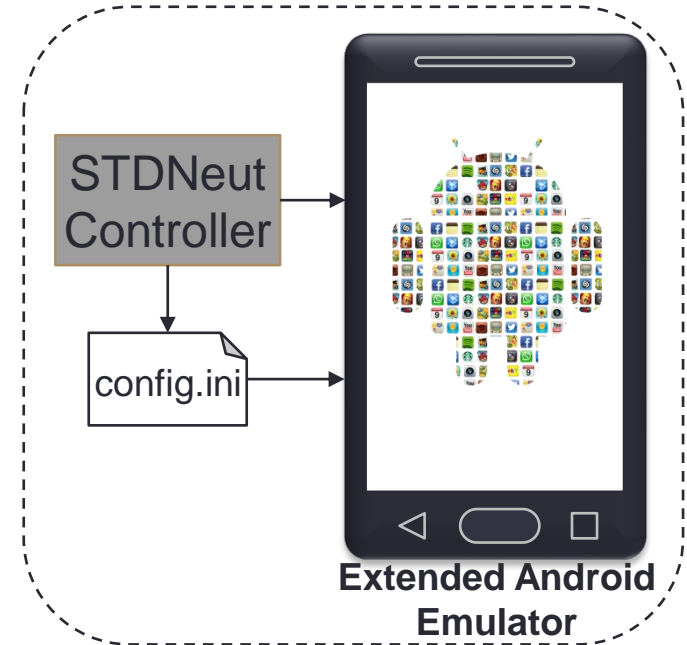 STDNeut
Controller
config.ini
Extended Android
Emulator